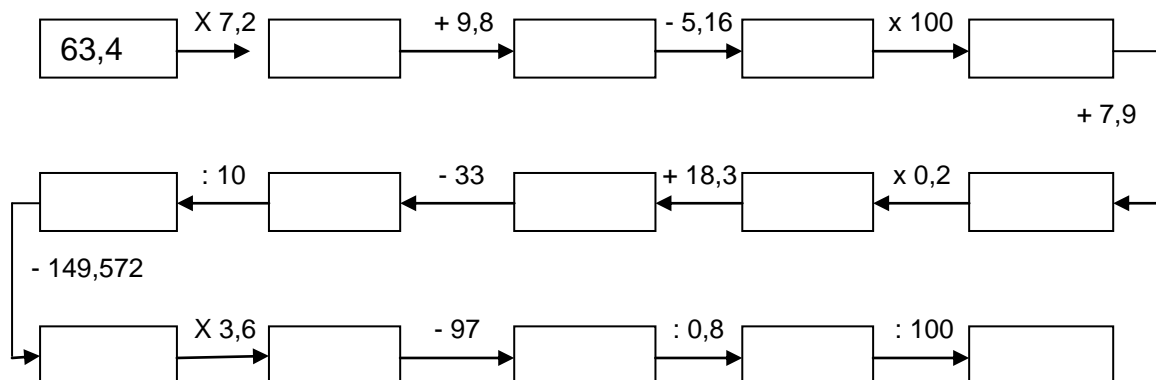 X 7,2 + 9,8 - 5,16 x 100
63,4
+ 7,9
: 10 - 33 + 18,3 x 0,2
- 149,572
X 3,6 - 97 : 0,8 : 100